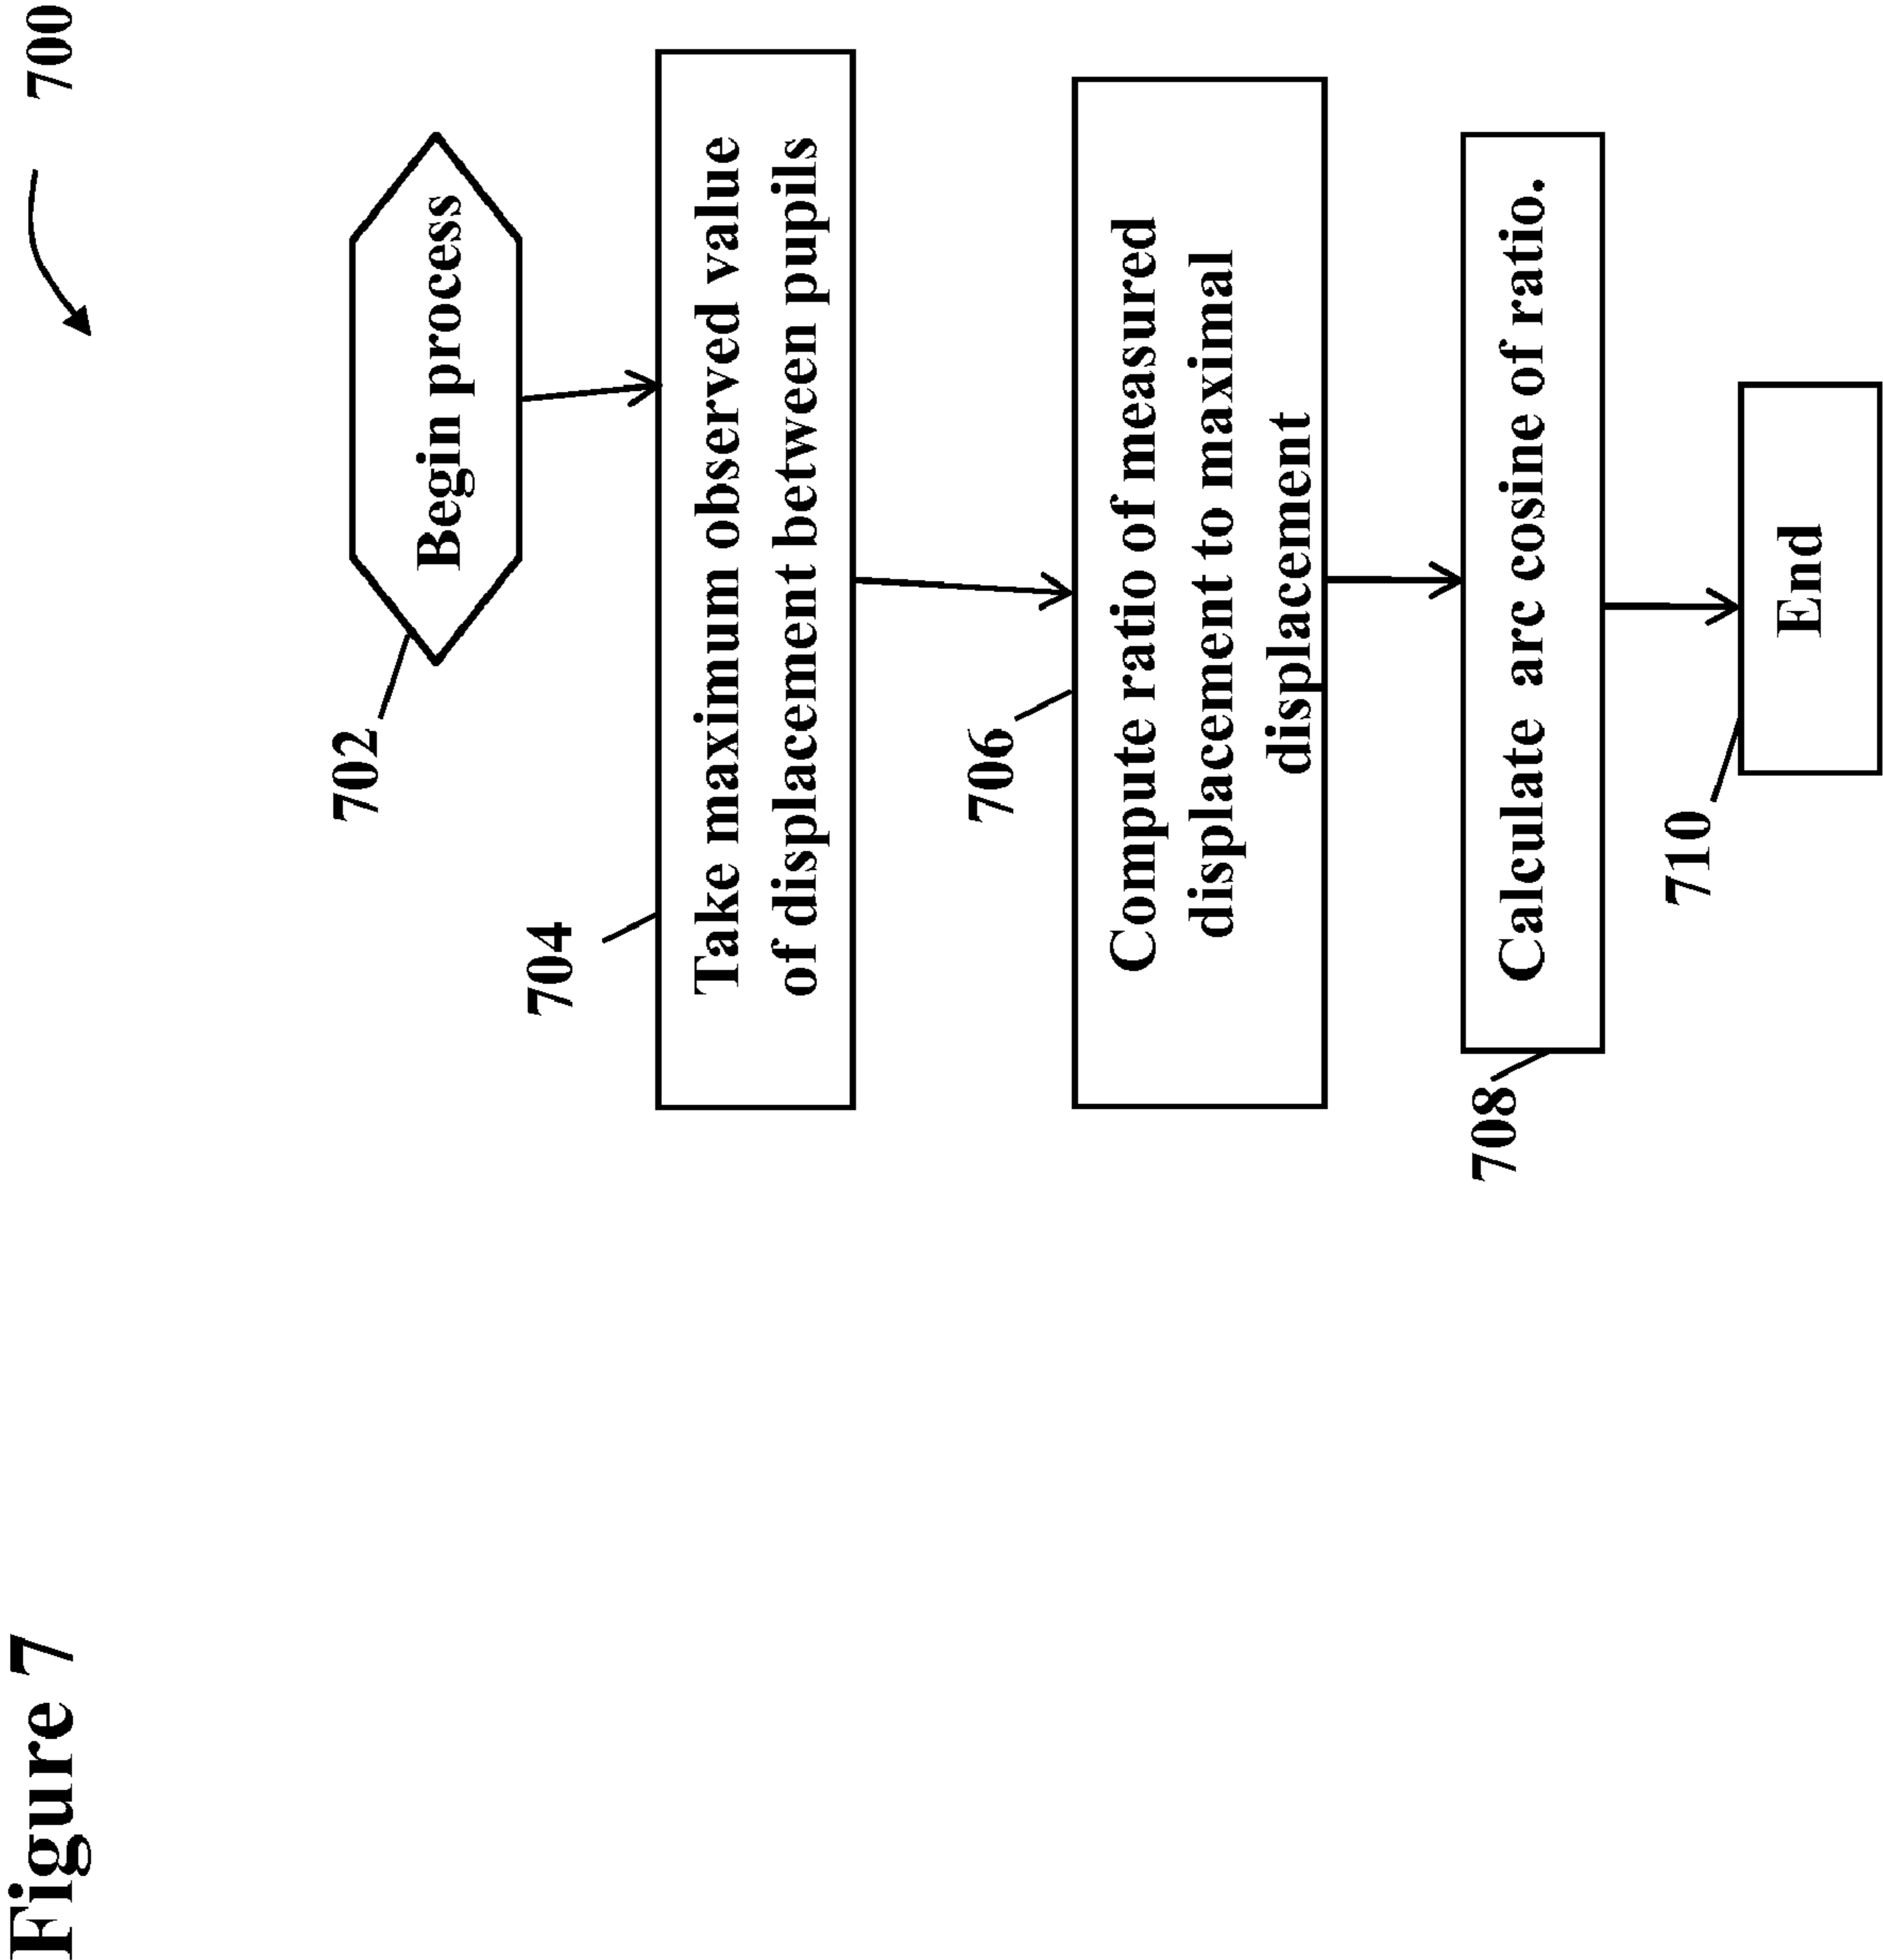 Figure 7
700
702
Begin process
704
Take maximum observed value
of displacement between pupils
706
Compute ratio of measured
displacement to maximal
displacement
708
Calculate arc cosine of ratio.
710
End